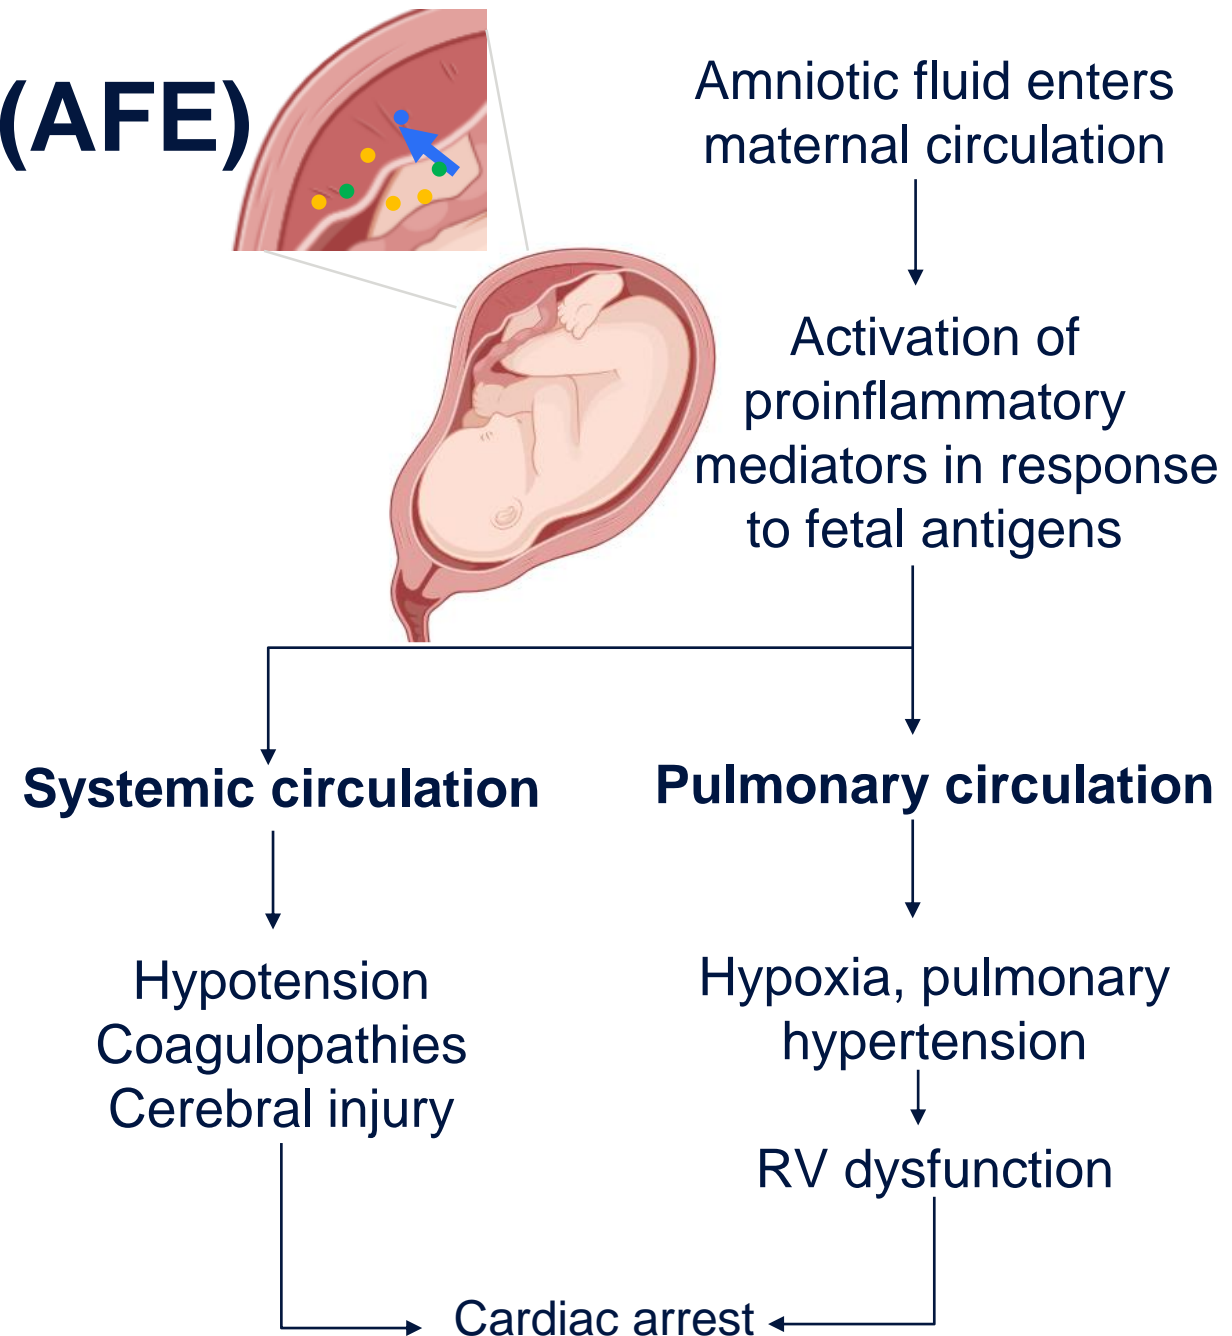 (AFE)
Amniotic fluid enters
maternal circulation
Activation of
proinflammatory
mediators in response
to fetal antigens
Systemic circulation
Pulmonary circulation
Hypotension
Coagulopathies
Cerebral injury
Hypoxia, pulmonary
hypertension
RV dysfunction
Cardiac arrest